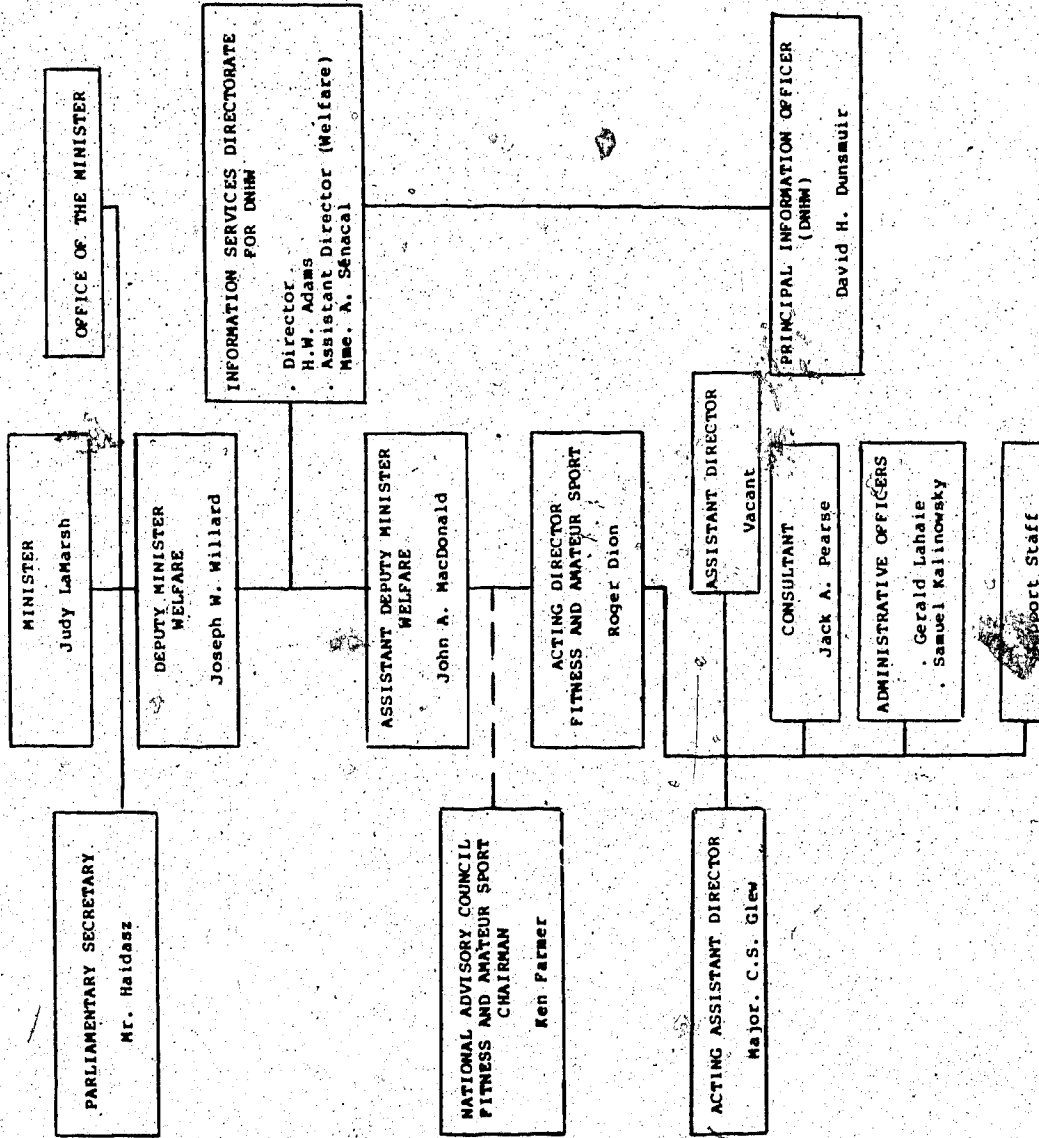 MINISTER
Judy LaMarsh
OFFICE OF THE MINISTER
PARLIAMENTARY SECRETARY
Mr. Haidasz
DEPUTY MINISTER
WELFARE
Joseph W. Willard
INFORMATION SERVICES DIRECTORATE
FOR DNHW
. Director
H.W. Adams
. Assistant Director (Welfare)
Mme. A. Sénacal
ASSISTANT DEPUTY MINISTER
WELFARE
John A. MacDonald
NATIONAL ADVISORY COUNCIL
FITNESS AND AMATEUR SPORT
CHAIRMAN
Ken Farmer
ACTING DIRECTOR
FITNESS AND AMATEUR SPORT
Roger Dion
ACTING ASSISTANT DIRECTOR
Major. C.S. Glew
ASSISTANT DIRECTOR
Vacant
PRINCIPAL INFORMATION OFFICER
(DNHW)
David H. Dunsmuir
CONSULTANT
Jack A. Pearse
ADMINISTRATIVE OFFICERS
. Gerald Lahaie
. Samuel Kalinowsky
Staff